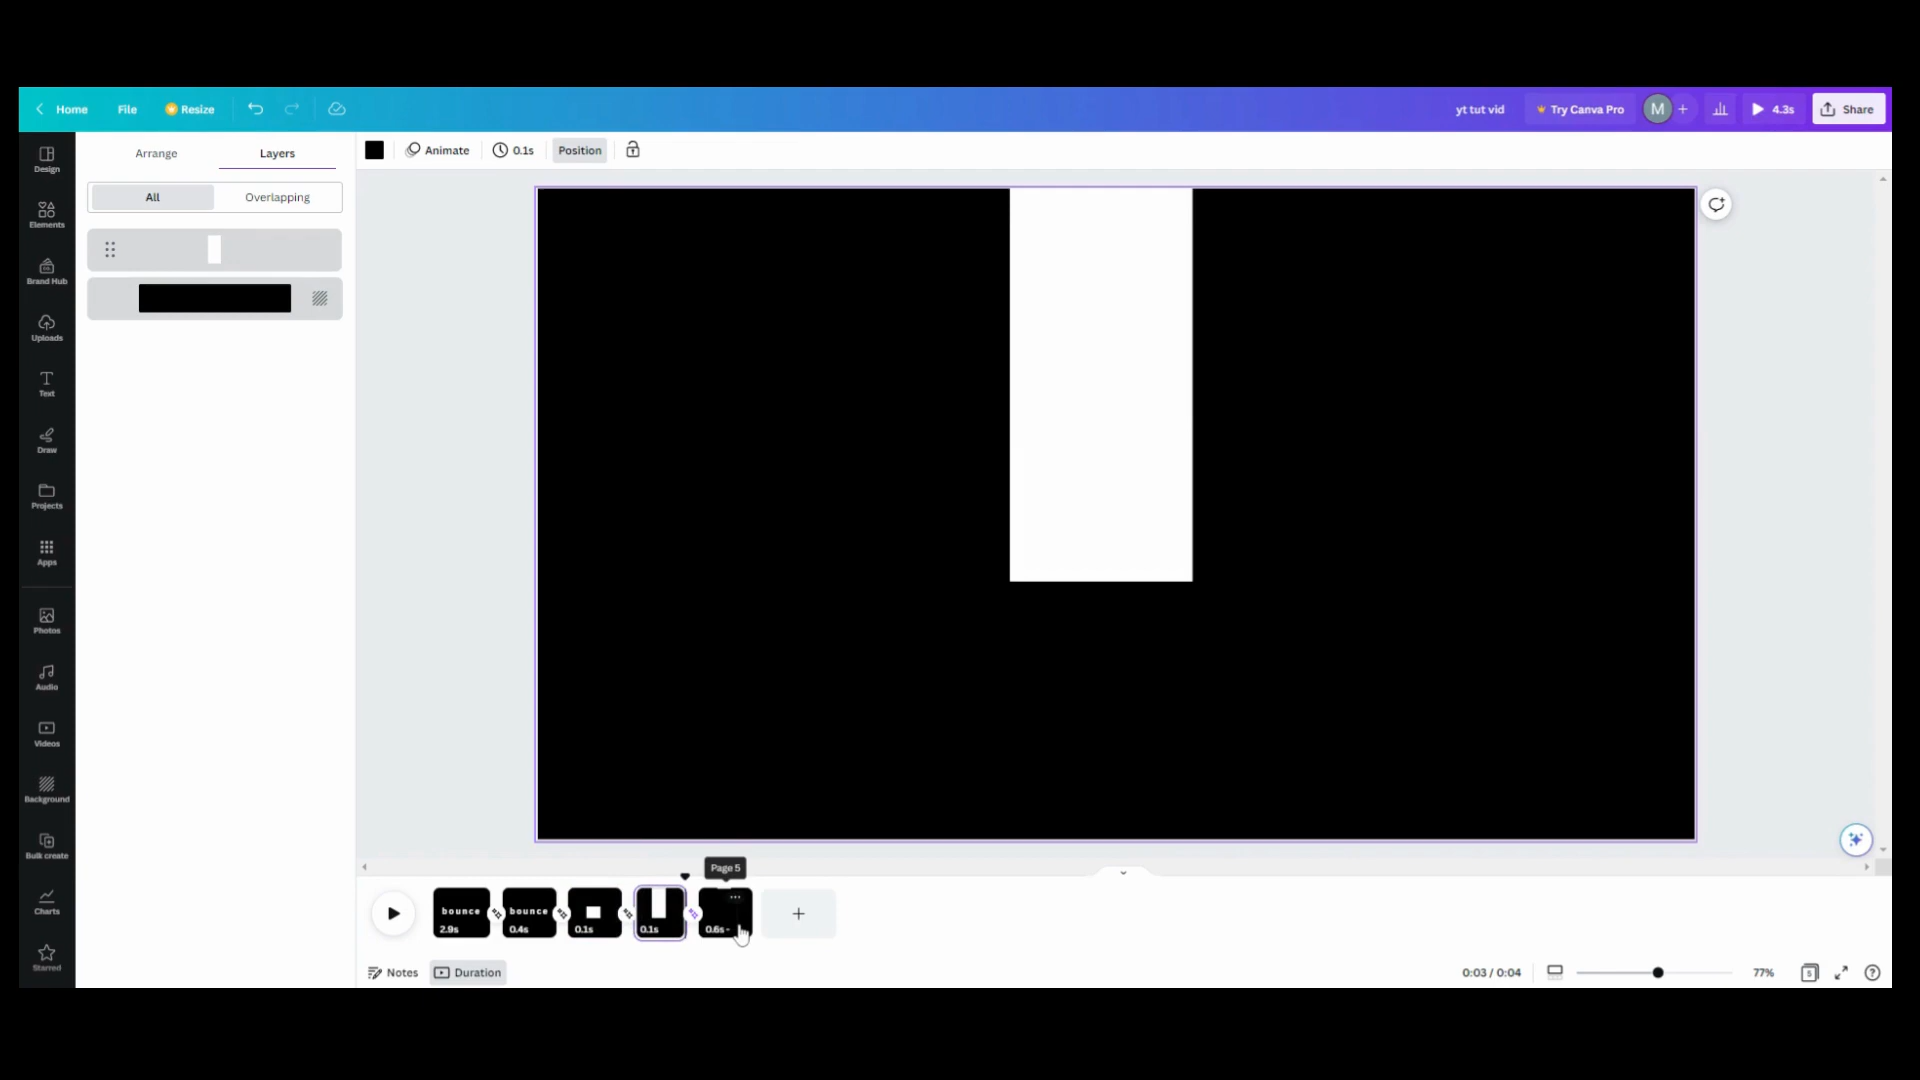 Home File Resize yt tut vid Try Canva Pro M + 4.3s Share
Arrange Layers Animate 0.1s Position
All Overlapping
Design
Elements
Brand Hub
Uploads
Text
Draw
Projects
Apps
Photos
Audio
Videos
Background
Bulk create
Charts
Starred
Page 5
bounce bounce
2.9s 0.4s 0.1s 0.1s 0.6s
Notes Duration 0:03 / 0:04 77% 5 ?